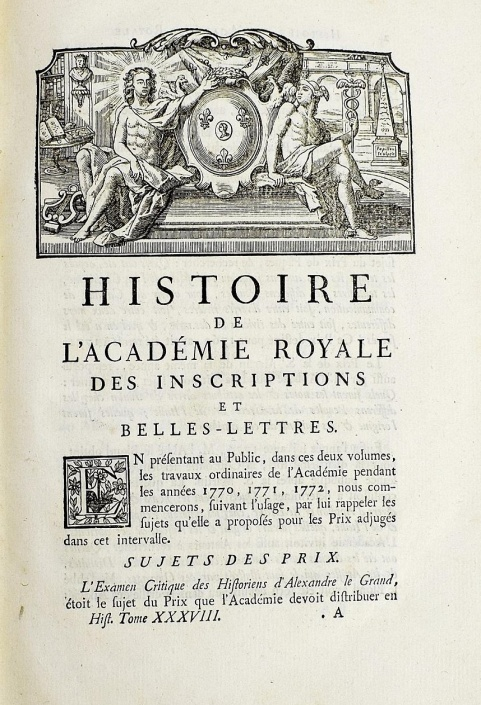 HISTOIRE
DE
L'ACADÉMIE ROYALE
DES INSCRIPTIONS
ET
BELLES-LETTRES.
EN préſentant au Public, dans ces deux volumes,
les travaux ordinaires de l'Académie pendant
les années 1770, 1771, 1772, nous com-
mencerons, ſuivant l'uſage, par lui rappeler les
ſujets qu'elle a propoſés pour les Prix adjugés
dans cet intervalle.
SUJETS DES PRIX.
L'Examen Critique des Hiſtoriens d'Alexandre le Grand,
étoit le ſujet du Prix que l'Académie devoit diſtribuer en
Hiſt. Tome XXXVIII. . A